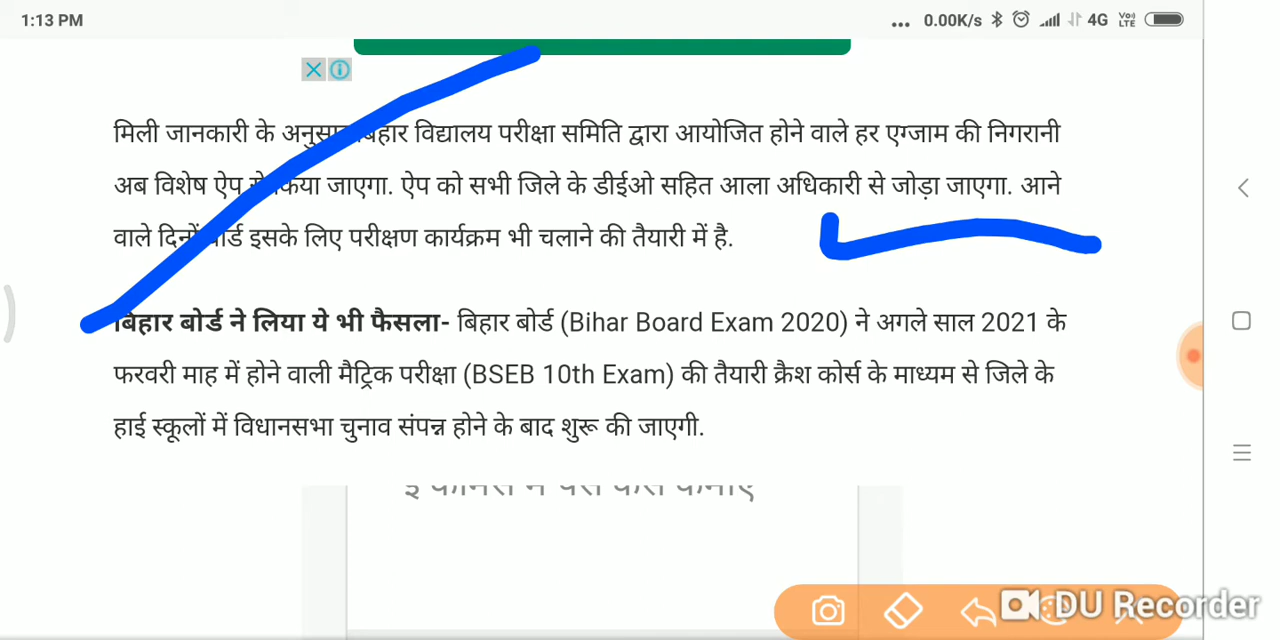 1:13 PM
... 0.00K/s 4G VoLTE
मिली जानकारी के अनुसार बिहार विद्यालय परीक्षा समिति द्वारा आयोजित होने वाले हर एग्जाम की निगरानी
अब विशेष ऐप से किया जाएगा. ऐप को सभी जिले के डीईओ सहित आला अधिकारी से जोड़ा जाएगा. आने
वाले दिनों बोर्ड इसके लिए परीक्षण कार्यक्रम भी चलाने की तैयारी में है.
बिहार बोर्ड ने लिया ये भी फैसला- बिहार बोर्ड (Bihar Board Exam 2020) ने अगले साल 2021 के
फरवरी माह में होने वाली मैट्रिक परीक्षा (BSEB 10th Exam) की तैयारी क्रैश कोर्स के माध्यम से जिले के
हाई स्कूलों में विधानसभा चुनाव संपन्न होने के बाद शुरू की जाएगी.
DU Recorder